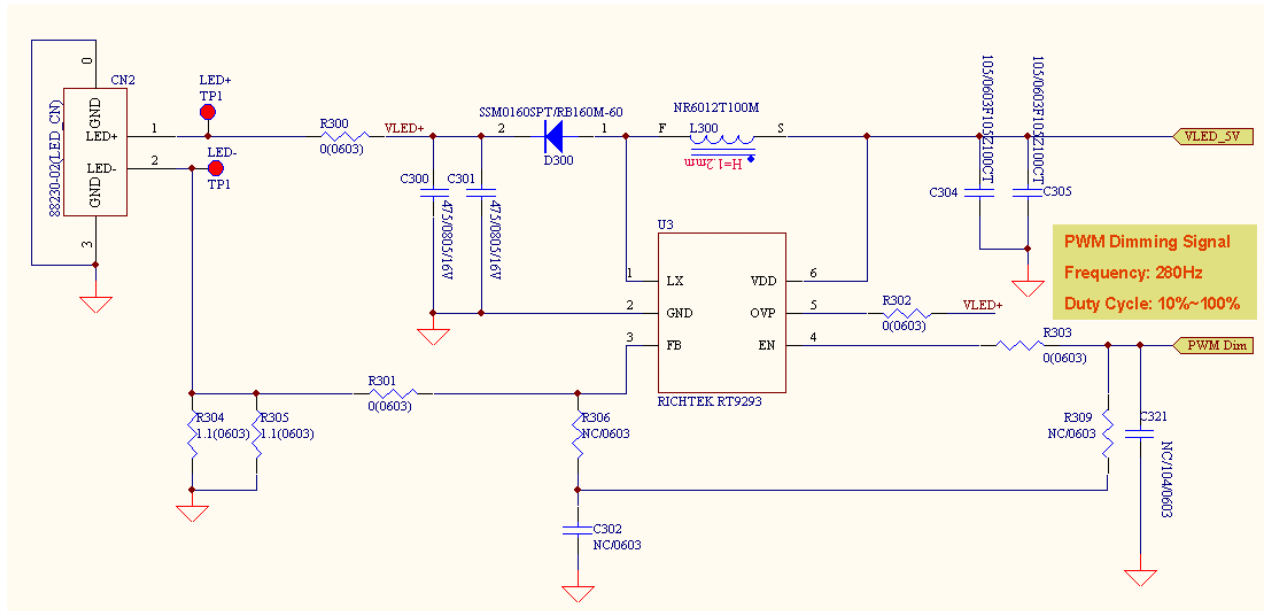 CN2
88230-02(LED_CN)
0
GND
LED+
LED-
GND
3
1
2
LED+
TP1
LED-
TP1
R300
0(0603)
VLED+
C300
475/0805/16V
C301
475/0805/16V
SSM0160SPT/RB160M-60
2
1
D300
NR6012T100M
F
L300
S
H=1.2mm
105/0603F105Z100CT
105/0603F105Z100CT
C304
C305
VLED_5V
U3
1
LX
VDD
6
2
GND
OVP
5
3
FB
EN
4
RICHTEK RT9293
R302
0(0603)
VLED+
R303
0(0603)
PWM Dimming Signal
Frequency: 280Hz
Duty Cycle: 10%~100%
PWM Dim
R301
0(0603)
R304
1.1(0603)
R305
1.1(0603)
R306
NC/0603
R309
NC/0603
C321
NC/104/0603
C302
NC/0603